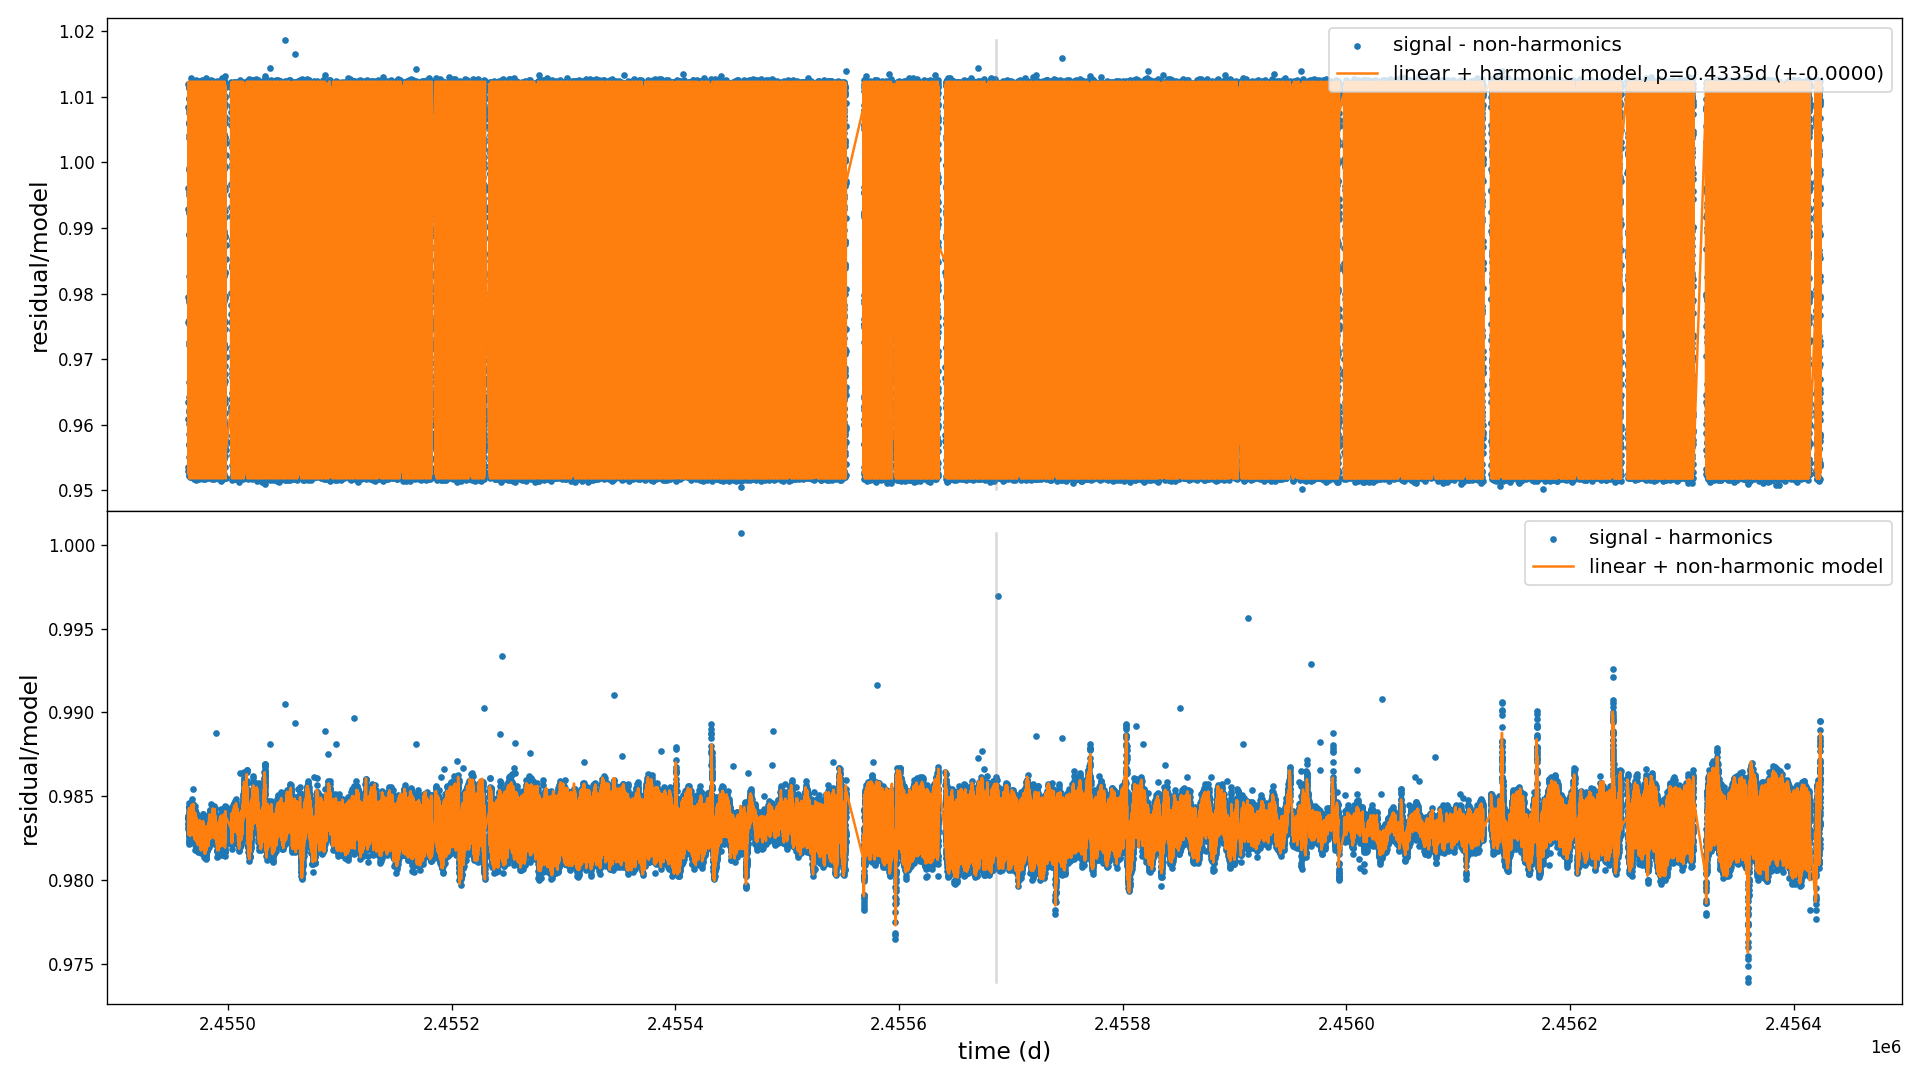 1.02
1.01
1.00
0.99
0.98
0.97
0.96
0.95
residual/model
signal - non-harmonics
linear + harmonic model, p=0.4335d (+-0.0000)
1.000
0.995
0.990
0.985
0.980
0.975
residual/model
signal - harmonics
linear + non-harmonic model
2.4550 2.4552 2.4554 2.4556 2.4558 2.4560 2.4562 2.4564
time (d)
1e6